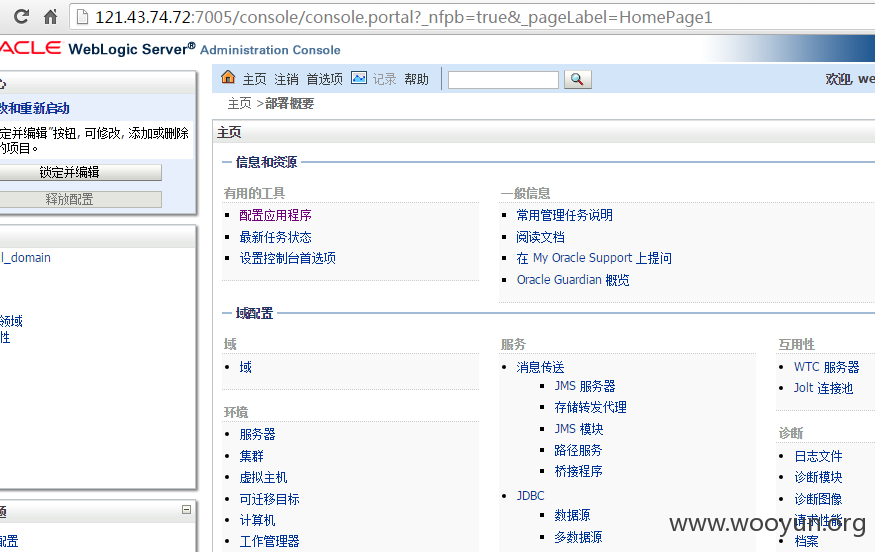 121.43.74.72:7005/console/console.portal?_nfpb=true&_pageLabel=HomePage1
ACLE WebLogic Server® Administration Console
主页 注销 首选项 记录 帮助
欢迎, we
主页 >部署概要
改和重新启动
定并编辑"按钮, 可修改, 添加或删除
的项目。
锁定并编辑
释放配置
l_domain
领域
性
配置
主页
信息和资源
有用的工具
配置应用程序
最新任务状态
设置控制台首选项
一般信息
常用管理任务说明
阅读文档
在 My Oracle Support 上提问
Oracle Guardian 概览
域配置
域
域
环境
服务器
集群
虚拟主机
可迁移目标
计算机
工作管理器
服务
消息传送
JMS 服务器
存储转发代理
JMS 模块
路径服务
桥接程序
JDBC
数据源
多数据源
互用性
WTC 服务器
Jolt 连接池
诊断
日志文件
诊断模块
诊断图像
请求性能
档案
www.wooyun.org